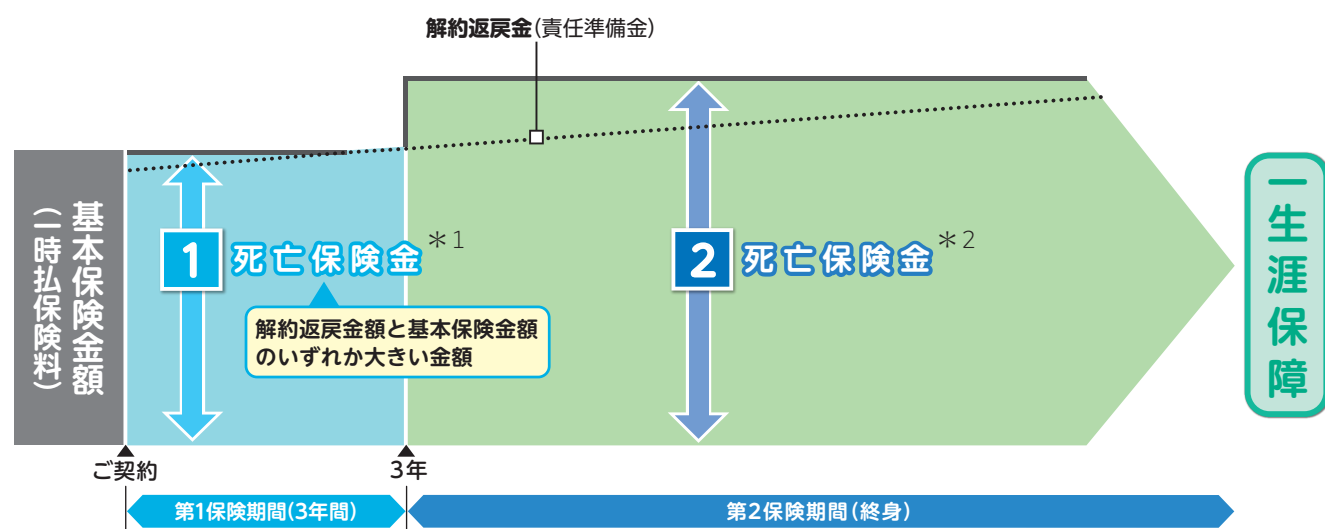 解約返戻金(責任準備金)
基本保険金額
(一時払保険料)
1 死亡保険金＊1
解約返戻金額と基本保険金額
のいずれか大きい金額
2 死亡保険金＊2
一生涯保障
ご契約
3年
第1保険期間(3年間)
第2保険期間(終身)